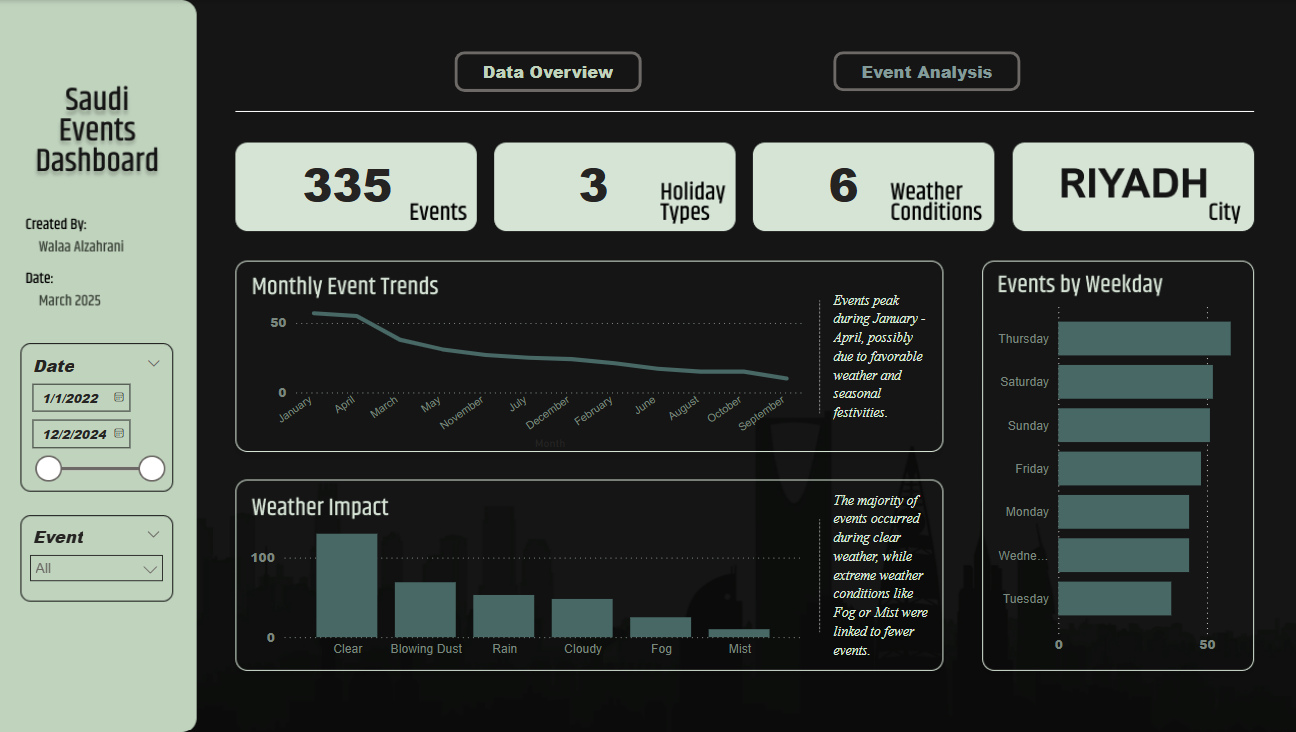 Saudi
Events
Dashboard
Created By:
Walaa Alzahrani
Date:
March 2025
Date
1/1/2022
12/2/2024
Event
All
Data Overview
Event Analysis
335
Events
3
Holiday
Types
6
Weather
Conditions
RIYADH
City
Monthly Event Trends
50
0
January
April
March
May
November
July
December
February
June
August
October
September
Month
Events peak
during January -
April, possibly
due to favorable
weather and
seasonal
festivities.
Weather Impact
100
0
Clear
Blowing Dust
Rain
Cloudy
Fog
Mist
The majority of
events occurred
during clear
weather, while
extreme weather
conditions like
Fog or Mist were
linked to fewer
events.
Events by Weekday
Thursday
Saturday
Sunday
Friday
Monday
Wedne...
Tuesday
0
50